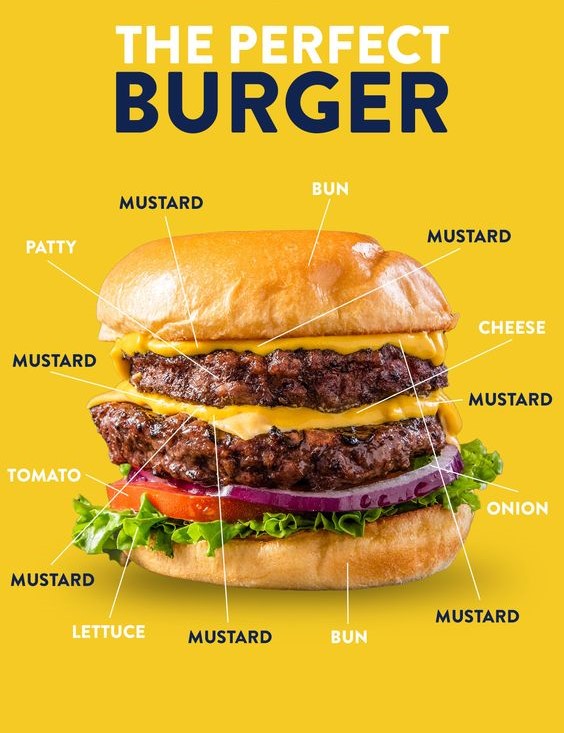 THE PERFECT
BURGER
BUN
MUSTARD
MUSTARD
PATTY
CHEESE
MUSTARD
MUSTARD
TOMATO
ONION
MUSTARD
MUSTARD
LETTUCE
MUSTARD
BUN